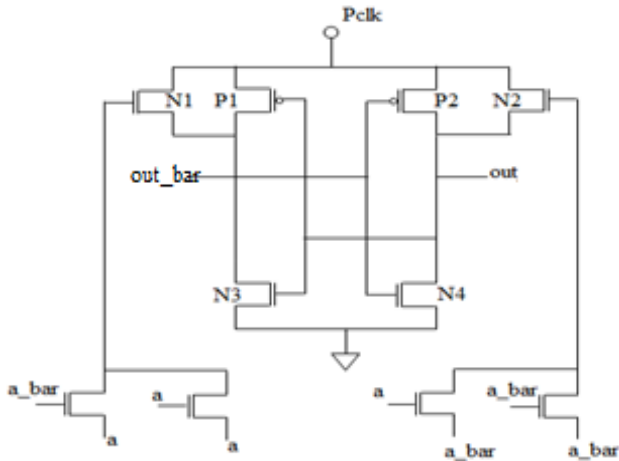 Pclk
N1 P1 P2 N2
out_bar out
N3 N4
a_bar a a a_bar
a a a_bar a_bar